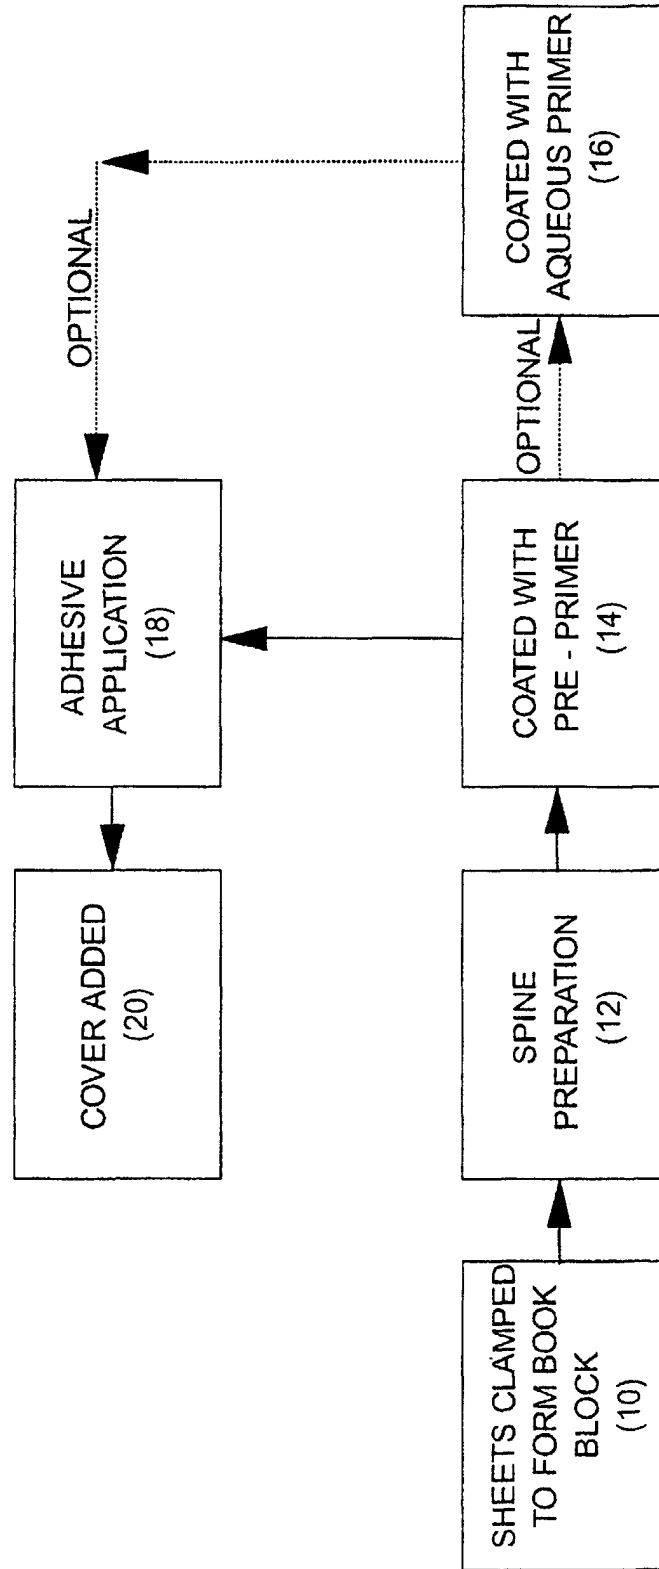 SHEETS CLAMPED
TO FORM BOOK
BLOCK
(10)
SPINE
PREPARATION
(12)
COATED WITH
PRE - PRIMER
(14)
OPTIONAL
COATED WITH
AQUEOUS PRIMER
(16)
OPTIONAL
ADHESIVE
APPLICATION
(18)
COVER ADDED
(20)